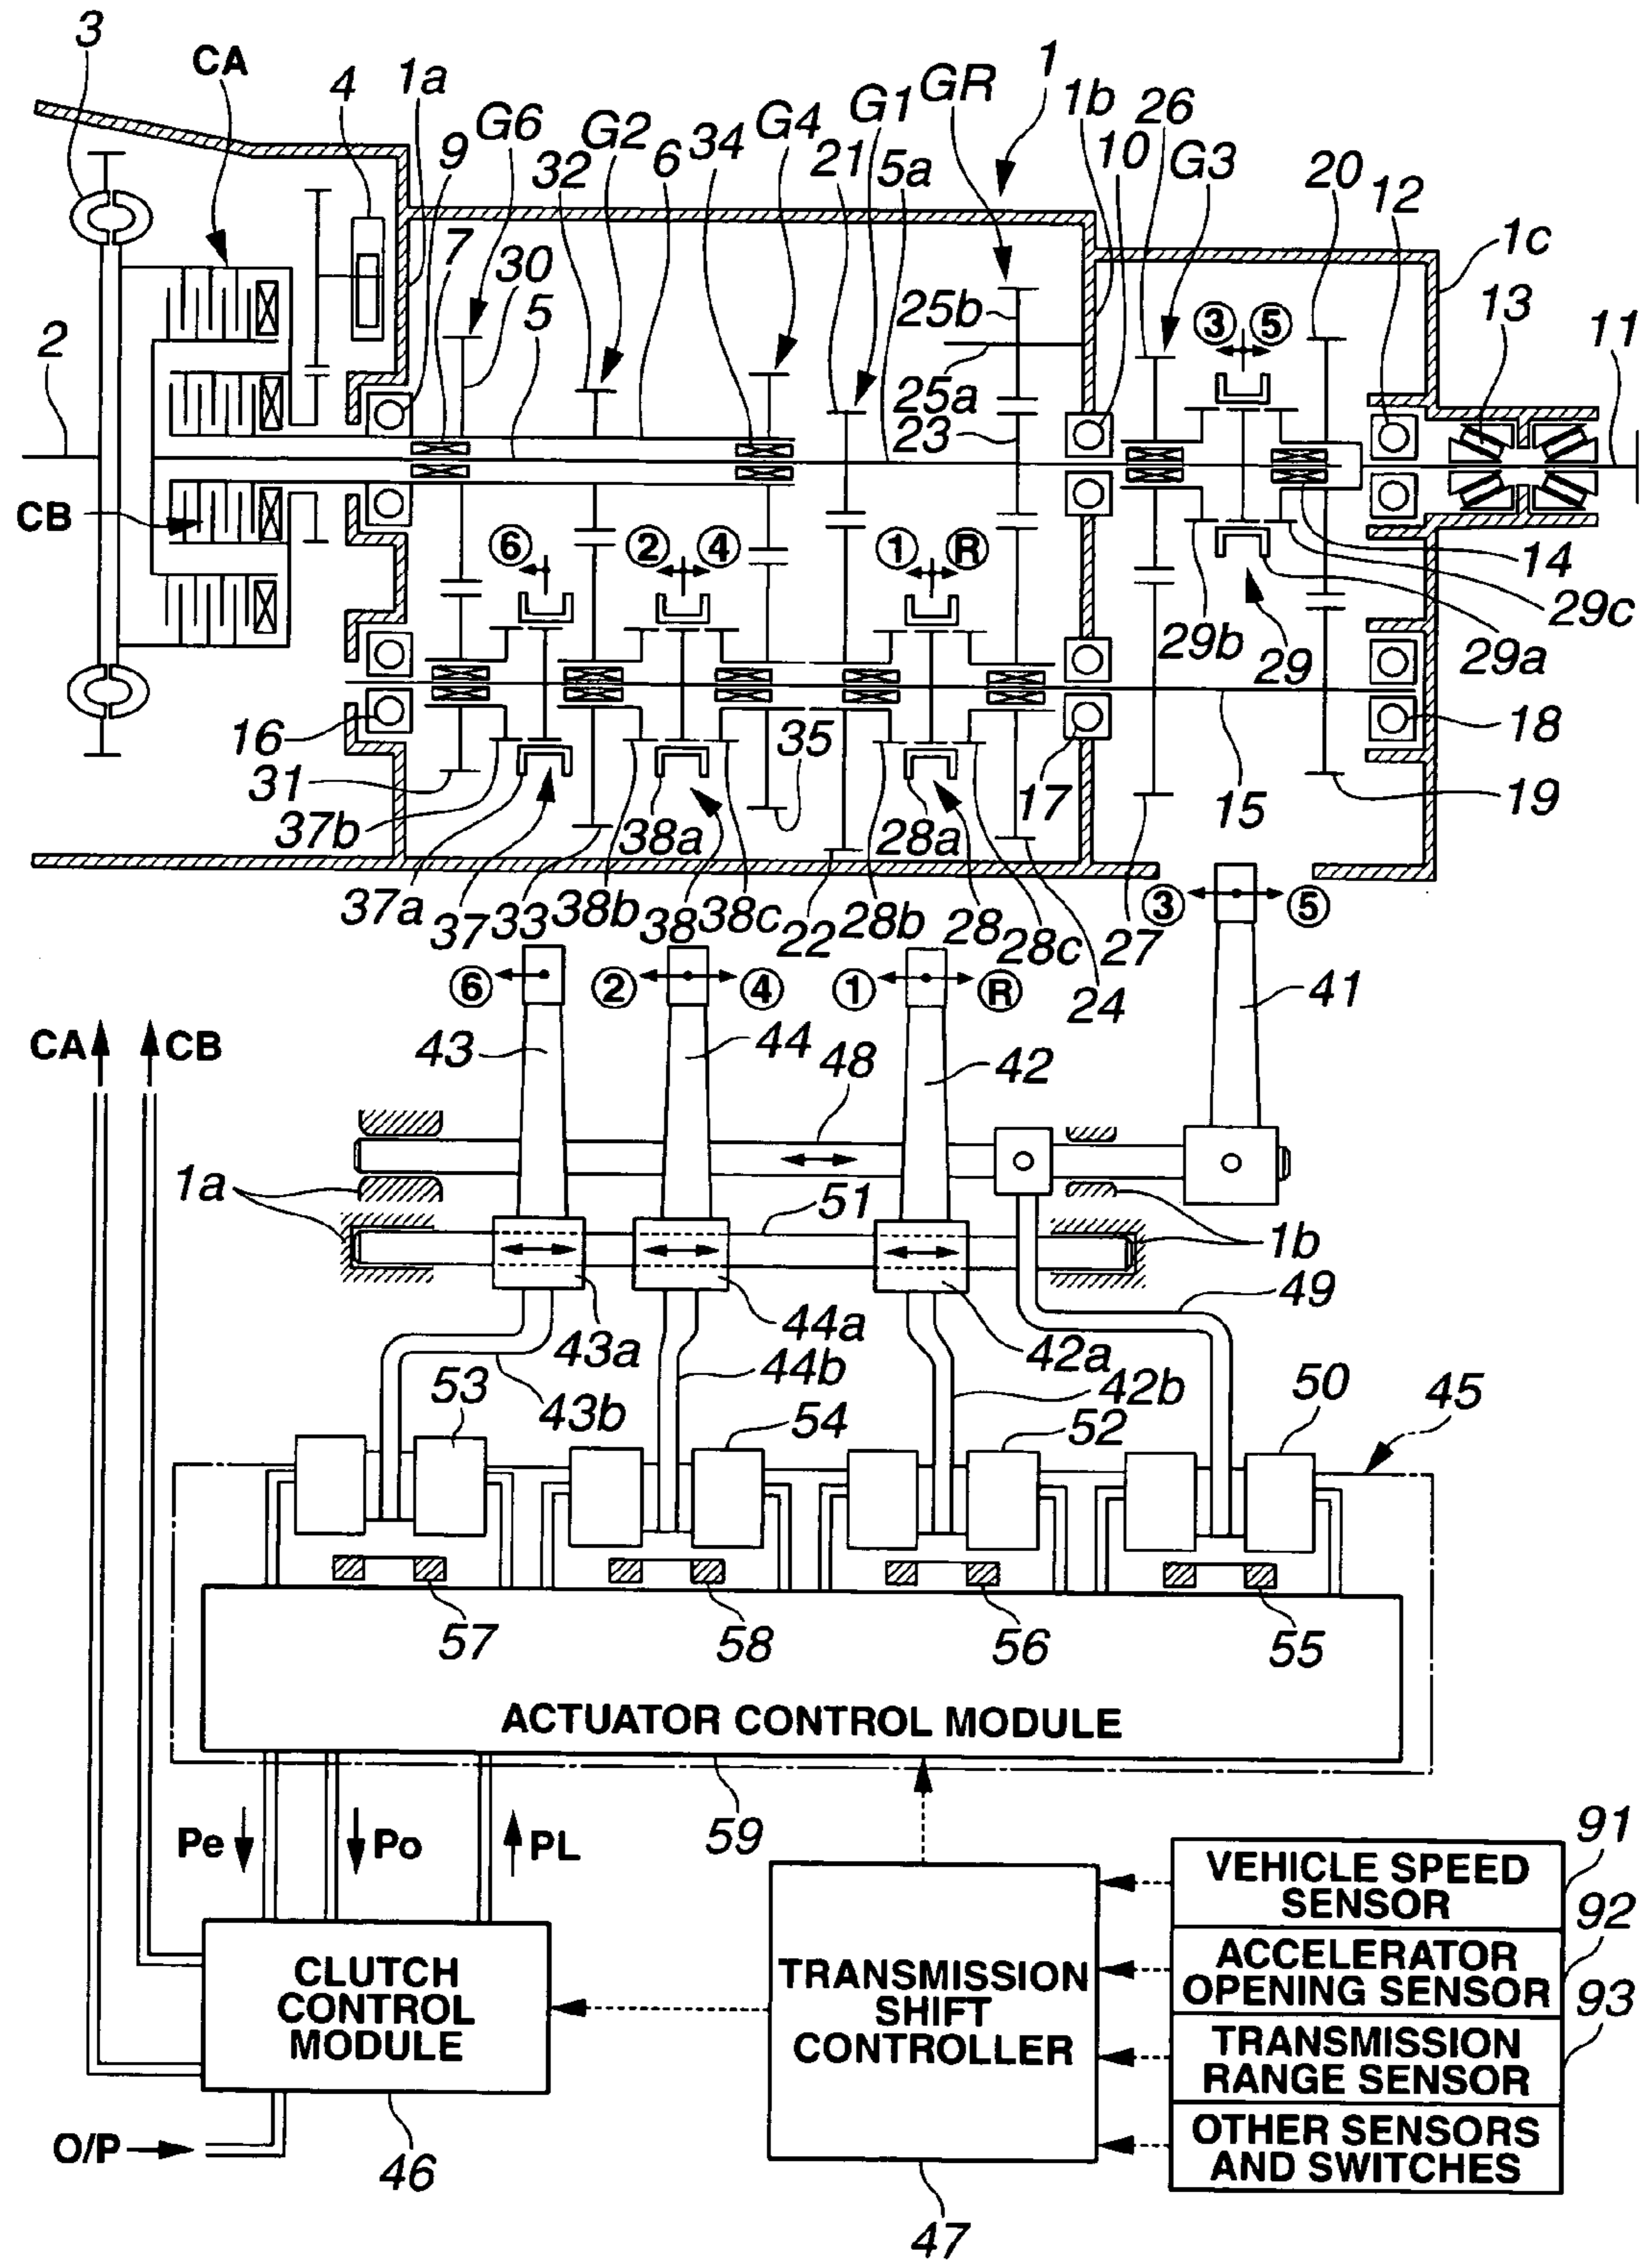 3
CA
4
1a
9
G6
32
G2
6
34
G4
21
G1
5a
GR
1
1b
10
26
G3
20
12
1c
13
11
7
30
5
2
25b
25a
23
3 5
CB
6
2 4
1 R
14
29c
29b
29
29a
16
31
37b
37a
37
33
38b
38a
38
38c
35
22
28b
28a
28
28c
17
24
27
15
18
19
3 5
6
2 4
1 R
CA CB
43
44
48
42
41
1a
51
1b
49
43a
44a
42a
53
43b
44b
54
42b
52
50
45
57
58
56
55
ACTUATOR CONTROL MODULE
59
Pe
Po
PL
91
VEHICLE SPEED
SENSOR
92
ACCELERATOR
OPENING SENSOR
93
TRANSMISSION
RANGE SENSOR
OTHER SENSORS
AND SWITCHES
CLUTCH
CONTROL
MODULE
TRANSMISSION
SHIFT
CONTROLLER
O/P
46
47